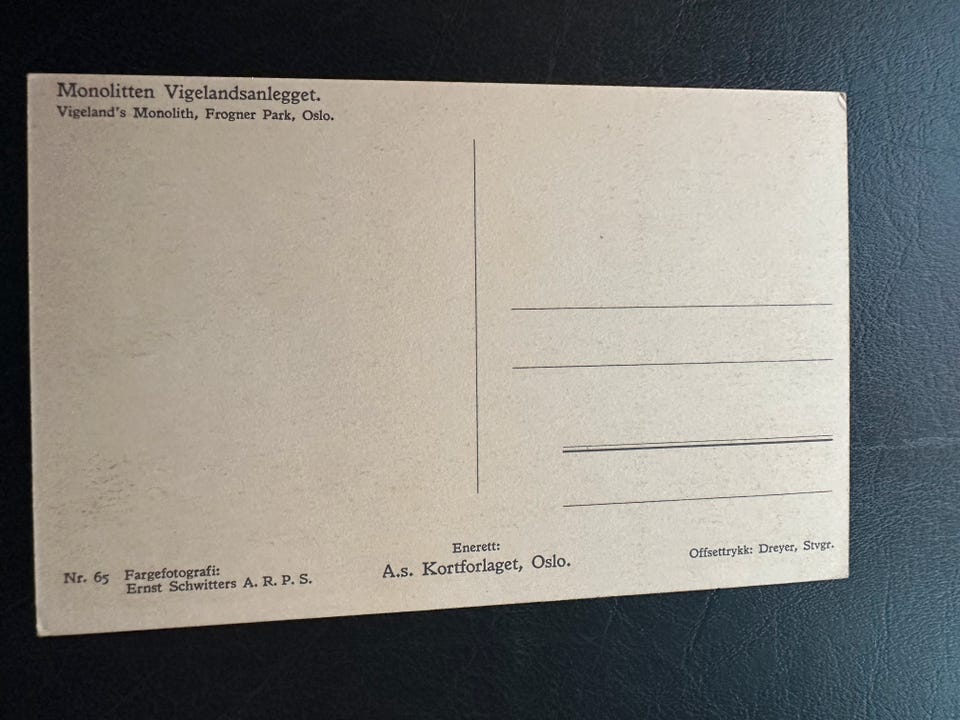 Monolitten Vigelandsanlegget.
Vigeland's Monolith, Frogner Park, Oslo.
Nr. 65 Fargefotografi:
Ernst Schwitters A. R. P. S.
Enerett:
A.s. Kortforlaget, Oslo.
Offsettrykk: Dreyer, Stvgr.